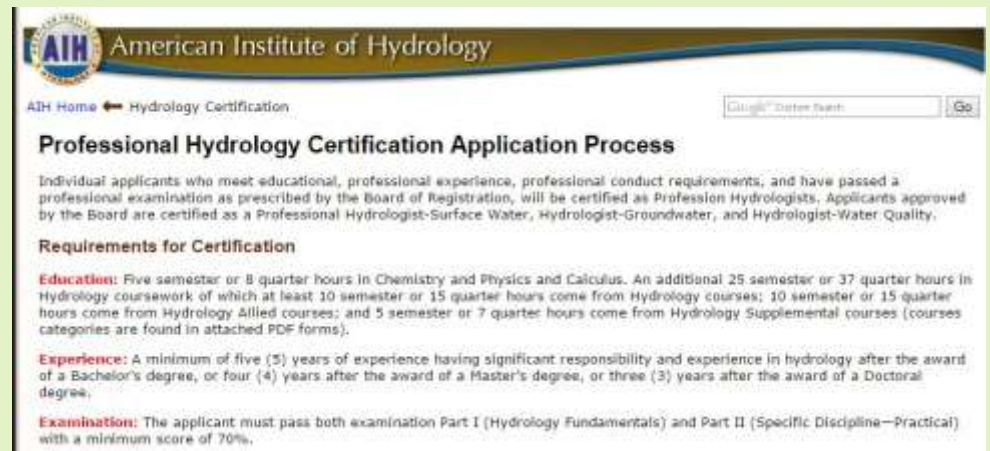 AIH American Institute of Hydrology
AIH Home Hydrology Certification
Go
Professional Hydrology Certification Application Process
Individual applicants who meet educational, professional experience, professional conduct requirements, and have passed a
professional examination as prescribed by the Board of Registration, will be certified as Profession Hydrologists. Applicants approved
by the Board are certified as a Professional Hydrologist-Surface Water, Hydrologist-Groundwater, and Hydrologist-Water Quality.
Requirements for Certification
Education: Five semester or 8 quarter hours in Chemistry and Physics and Calculus. An additional 25 semester or 37 quarter hours in
Hydrology coursework of which at least 10 semester or 15 quarter hours come from Hydrology courses; 10 semester or 15 quarter
hours come from Hydrology Allied courses; and 5 semester or 7 quarter hours come from Hydrology Supplemental courses (courses
categories are found in attached PDF forms).
Experience: A minimum of five (5) years of experience having significant responsibility and experience in hydrology after the award
of a Bachelor's degree, or four (4) years after the award of a Master's degree, or three (3) years after the award of a Doctoral
degree.
Examination: The applicant must pass both examination Part I (Hydrology Fundamentals) and Part II (Specific Discipline—Practical)
with a minimum score of 70%.